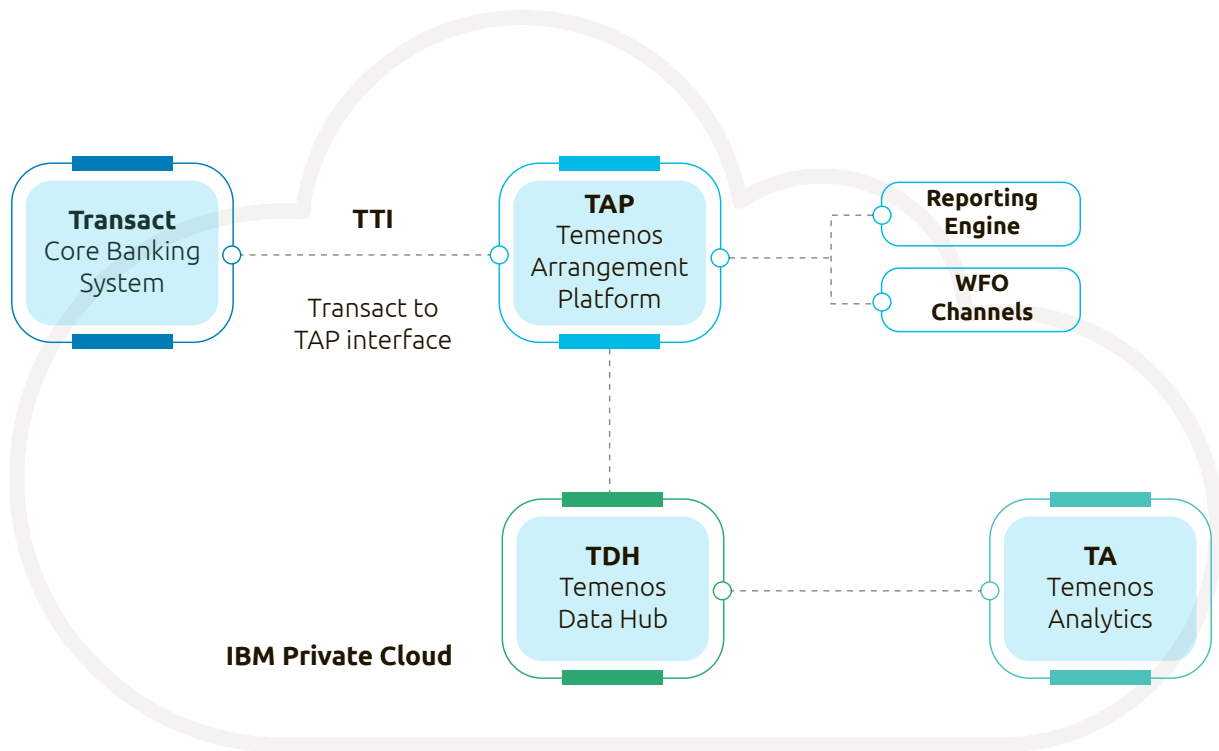 Transact
Core Banking
System
TTI
Transact to
TAP interface
TAP
Temenos
Arrangement
Platform
Reporting
Engine
WFO
Channels
TDH
Temenos
Data Hub
TA
Temenos
Analytics
IBM Private Cloud